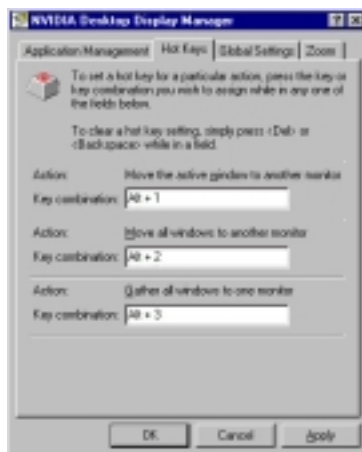 NVIDIA Desktop Display Manager
Application Management Hot Keys Global Settings Zoom
To set a hot key for a particular action, press the key or
key combination you wish to assign while in any one of
the fields below.
To clear a hot key setting, simply press <Del> or
<Backspace> while in a field.
Action: Move the active window to another monitor
Key combination: Alt + 1
Action: Move all windows to another monitor
Key combination: Alt + 2
Action: Gather all windows to one monitor
Key combination: Alt + 3
OK Cancel Apply